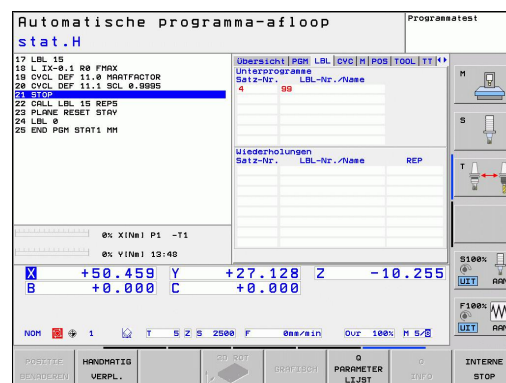 Automatische programma-afloop
Programmatest
stat.H
17 LBL 15
18 L IX-0.1 R0 FMAX
19 CYCL DEF 11.0 MAATFACTOR
20 CYCL DEF 11.1 SCL 0.9995
21 STOP
22 CALL LBL 15 REP5
23 PLANE RESET STAY
24 LBL 0
25 END PGM STAT1 MM
Übersicht PGM LBL CYC M POS TOOL TT
Unterprogramme
Satz-Nr. LBL-Nr./Name
4 99
Wiederholungen
Satz-Nr. LBL-Nr./Name REP
0% X[Nm] P1 -T1
0% Y[Nm] 13:48
X +50.459 Y +27.128 Z -10.255
B +0.000 C +0.000
NOM 1 T 5 Z S 2500 F 0mm/min Ovr 100% M 5/8
M
S
T
S100%
UIT AAN
F100%
UIT AAN
POSITIE BENADEREN
HANDMATIG VERPL.
3D ROT
GRAFISCH
Q PARAMETER LIJST
Q INFO
INTERNE STOP